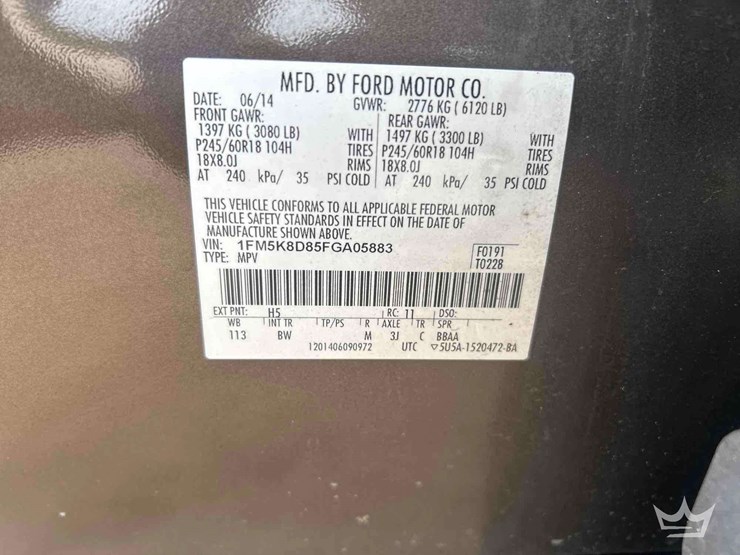 MFD. BY FORD MOTOR CO.
DATE: 06/14 GVWR: 2776 KG ( 6120 LB)
FRONT GAWR: REAR GAWR:
1397 KG ( 3080 LB) WITH 1497 KG ( 3300 LB) WITH
P245/60R18 104H TIRES P245/60R18 104H TIRES
18X8.0J RIMS 18X8.0J RIMS
AT 240 kPa/ 35 PSI COLD AT 240 kPa/ 35 PSI COLD
THIS VEHICLE CONFORMS TO ALL APPLICABLE FEDERAL MOTOR
VEHICLE SAFETY STANDARDS IN EFFECT ON THE DATE OF
MANUFACTURE SHOWN ABOVE.
VIN: 1FM5K8D85FGA05883 F0191
TYPE: MPV T0228
EXT PNT: H5 RC: 11 DSO:
WB INT TR TP/PS R AXLE TR SPR
113 BW M 3J C BBAA
1201406090972 UTC ▽5U5A-1520472-BA